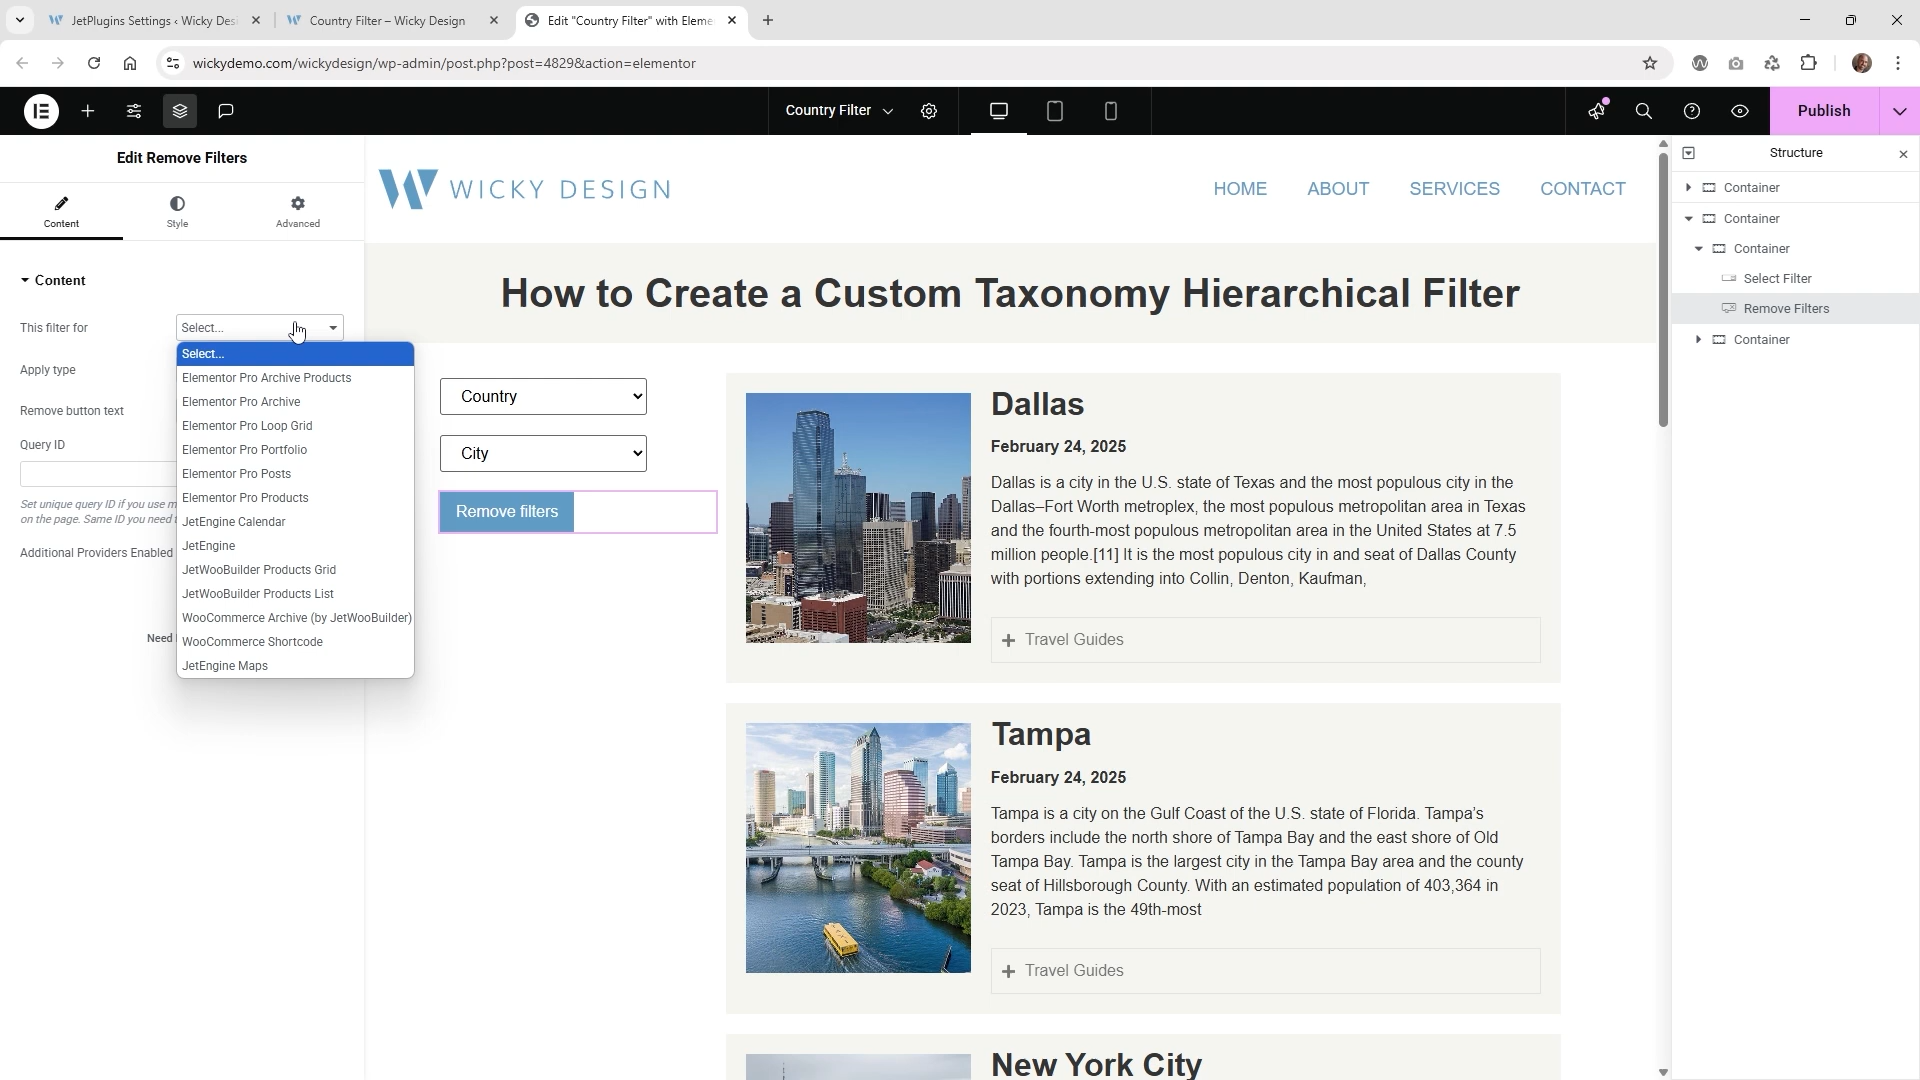 JetPlugins Settings ‹ Wicky Des
Country Filter – Wicky Design
Edit "Country Filter" with Eleme
wickydemo.com/wickydesign/wp-admin/post.php?post=4829&action=elementor
Country Filter
Publish
Edit Remove Filters
Content
Style
Advanced
Content
This filter for
Select...
Select...
Elementor Pro Archive Products
Elementor Pro Archive
Elementor Pro Loop Grid
Elementor Pro Portfolio
Elementor Pro Posts
Elementor Pro Products
JetEngine Calendar
JetEngine
JetWooBuilder Products Grid
JetWooBuilder Products List
WooCommerce Archive (by JetWooBuilder)
WooCommerce Shortcode
JetEngine Maps
Apply type
Remove button text
Query ID
Set unique query ID if you use m
on the page. Same ID you need
Additional Providers Enabled
Need
WICKY DESIGN
HOME
ABOUT
SERVICES
CONTACT
How to Create a Custom Taxonomy Hierarchical Filter
Country
City
Remove filters
Dallas
February 24, 2025
Dallas is a city in the U.S. state of Texas and the most populous city in the
Dallas–Fort Worth metroplex, the most populous metropolitan area in Texas
and the fourth-most populous metropolitan area in the United States at 7.5
million people.[11] It is the most populous city in and seat of Dallas County
with portions extending into Collin, Denton, Kaufman,
Travel Guides
Tampa
February 24, 2025
Tampa is a city on the Gulf Coast of the U.S. state of Florida. Tampa's
borders include the north shore of Tampa Bay and the east shore of Old
Tampa Bay. Tampa is the largest city in the Tampa Bay area and the county
seat of Hillsborough County. With an estimated population of 403,364 in
2023, Tampa is the 49th-most
Travel Guides
New York City
Structure
Container
Container
Container
Select Filter
Remove Filters
Container